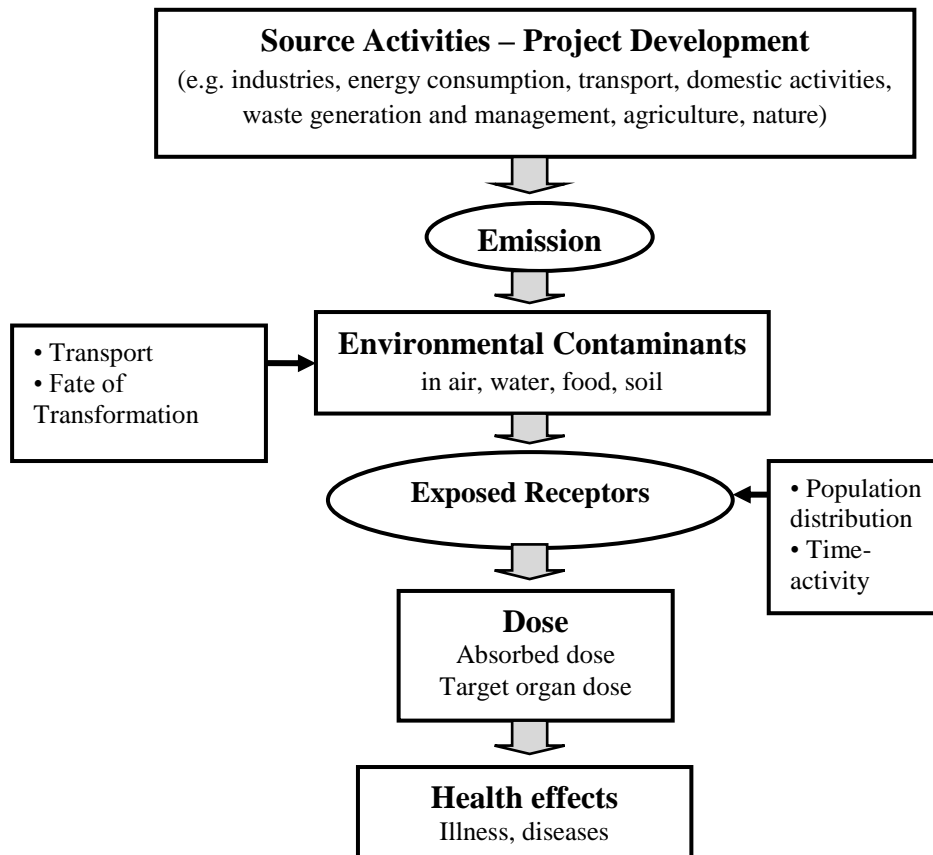 Source Activities – Project Development
(e.g. industries, energy consumption, transport, domestic activities,
waste generation and management, agriculture, nature)
Emission
• Transport
• Fate of
Transformation
Environmental Contaminants
in air, water, food, soil
Exposed Receptors
• Population
distribution
• Time-
activity
Dose
Absorbed dose
Target organ dose
Health effects
Illness, diseases